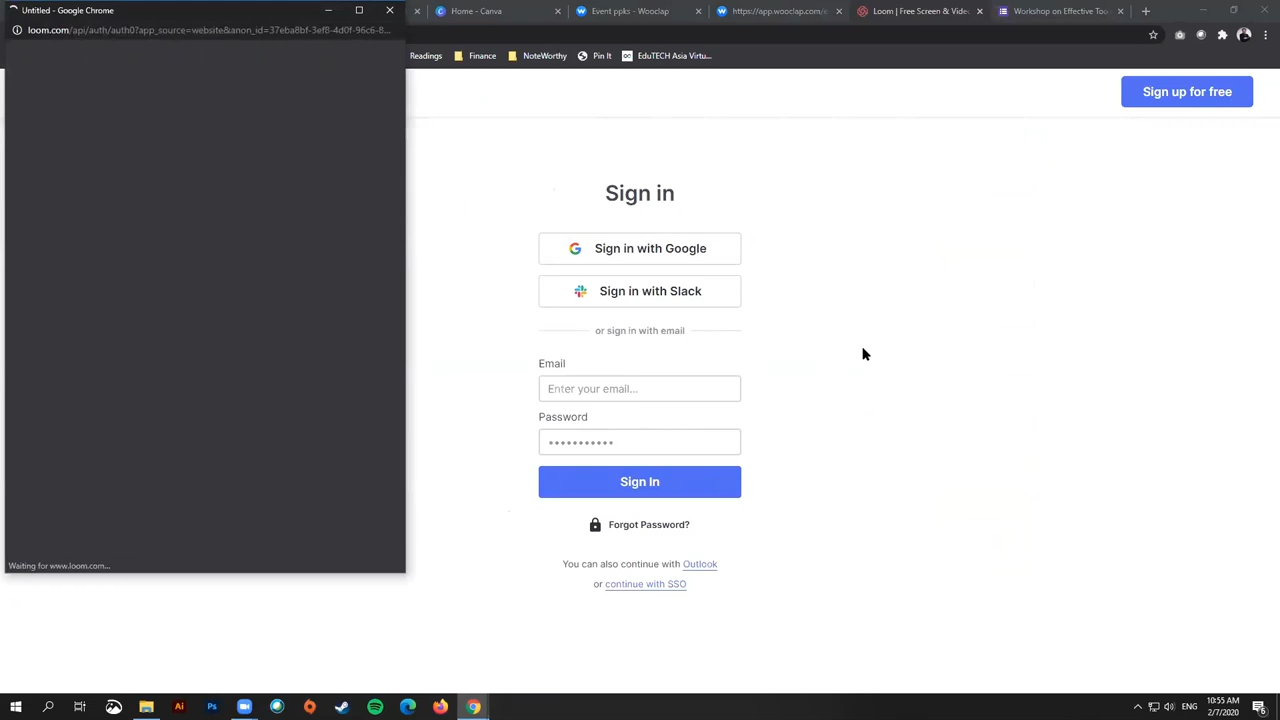 Untitled - Google Chrome
Home - Canva
Event ppks - Wooclap
https://app.wooclap.com/e
Loom | Free Screen & Vide
Workshop on Effective Too
loom.com/api/auth/auth0?app_source=website&anon_id=37eba8bf-3ef8-4d0f-96c6-8...
Readings
Finance
NoteWorthy
Pin It
EduTECH Asia Virtu...
Sign up for free
Sign in
Sign in with Google
Sign in with Slack
or sign in with email
Email
Enter your email...
Password
Sign In
Forgot Password?
You can also continue with Outlook
or continue with SSO
Waiting for www.loom.com...
Ai
Ps
ENG
10:55 AM
2/7/2020
6